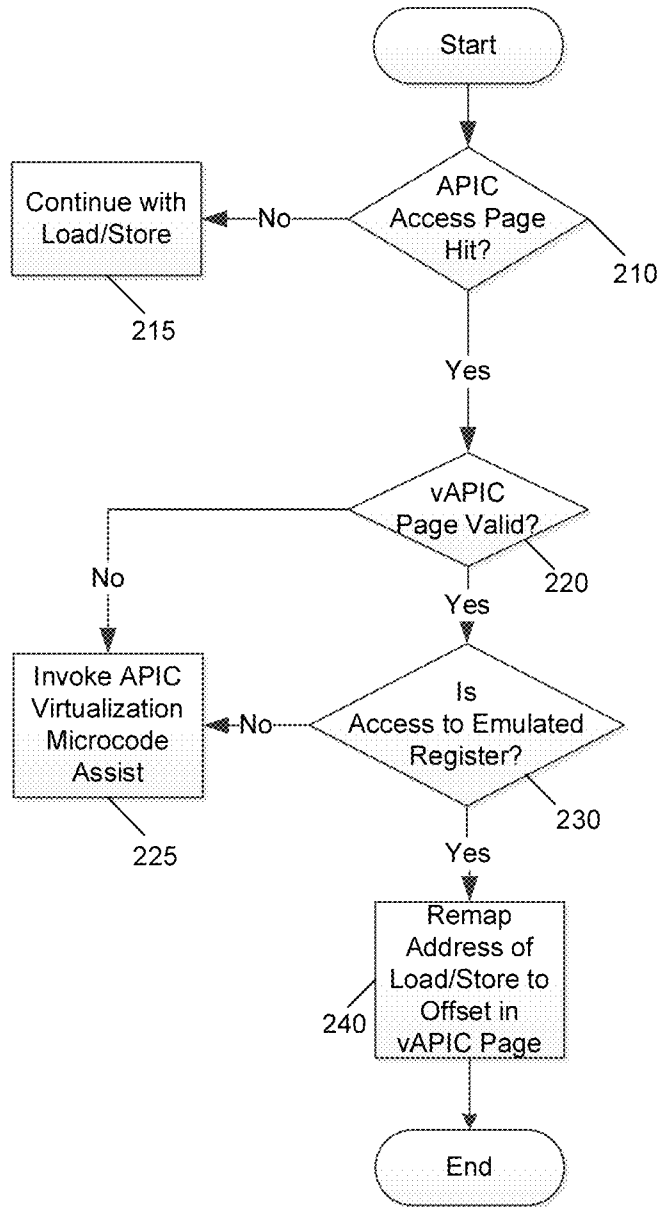 Start
APIC
Access Page
Hit?
210
No
Continue with
Load/Store
215
Yes
vAPIC
Page Valid?
220
No
Yes
Is
Access to Emulated
Register?
230
No
Invoke APIC
Virtualization
Microcode
Assist
225
Yes
Remap
Address of
Load/Store to
Offset in
vAPIC Page
240
End